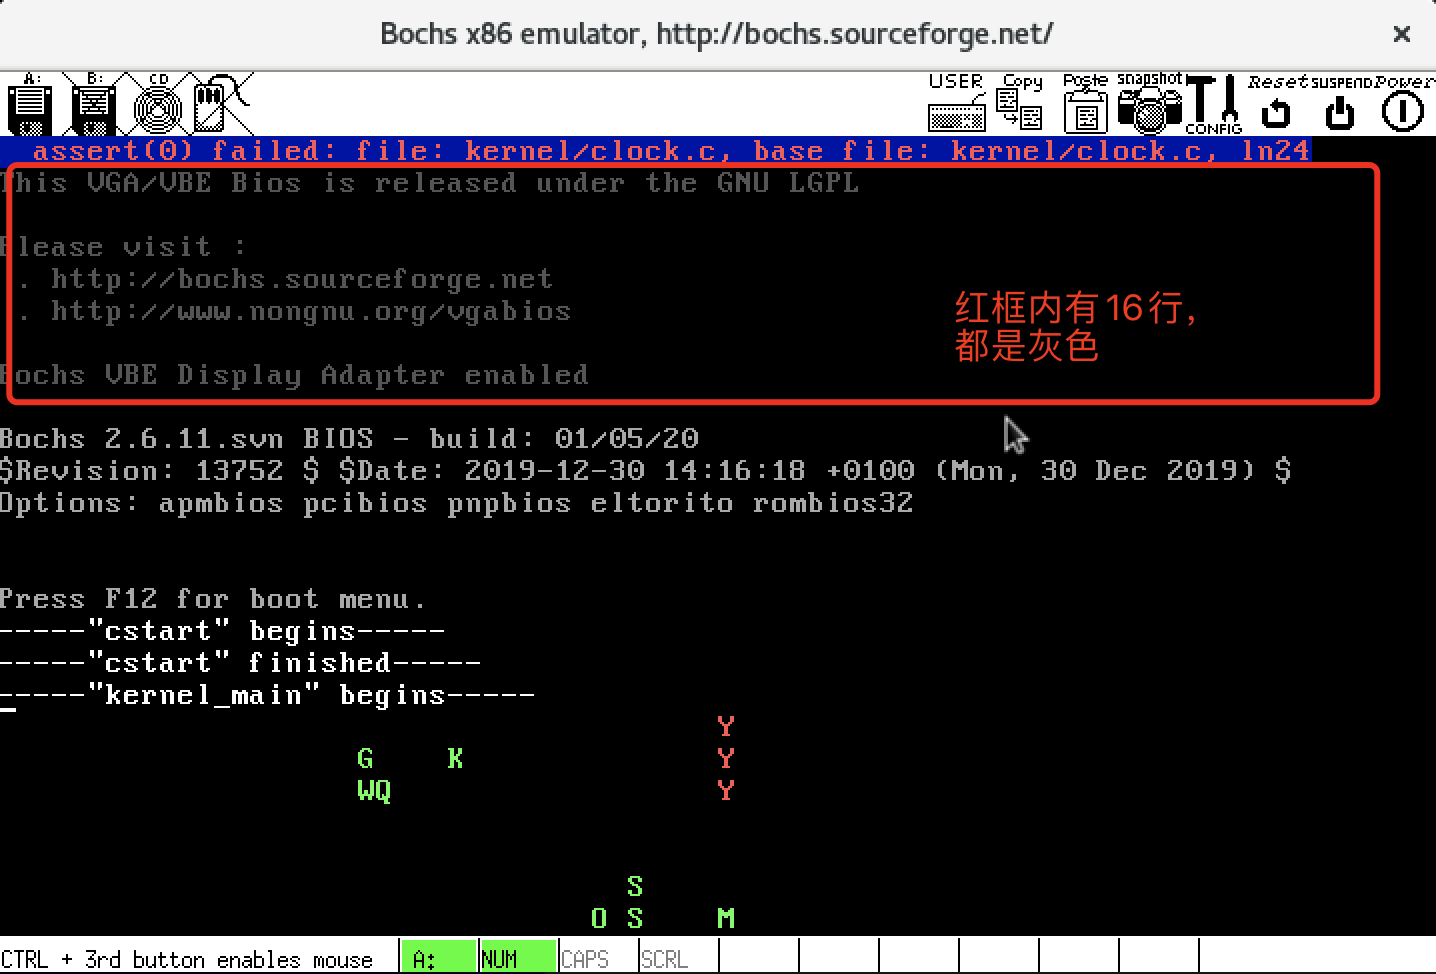 Bochs x86 emulator, http://bochs.sourceforge.net/
A: B: CD USER Copy Paste snapshot CONFIG Reset SUSPEND Power
assert(0) failed: file: kernel/clock.c, base file: kernel/clock.c, ln24
This VGA/VBE Bios is released under the GNU LGPL
Please visit :
. http://bochs.sourceforge.net
. http://www.nongnu.org/vgabios
红框内有16行，
都是灰色
Bochs VBE Display Adapter enabled
Bochs 2.6.11.svn BIOS - build: 01/05/20
$Revision: 13752 $ $Date: 2019-12-30 14:16:18 +0100 (Mon, 30 Dec 2019) $
Options: apmbios pcibios pnpbios eltorito rombios32
Press F12 for boot menu.
-----"cstart" begins-----
-----"cstart" finished-----
-----"kernel_main" begins-----
Y
G K Y
WQ Y
S
O S M
CTRL + 3rd button enables mouse A: NUM CAPS SCRL